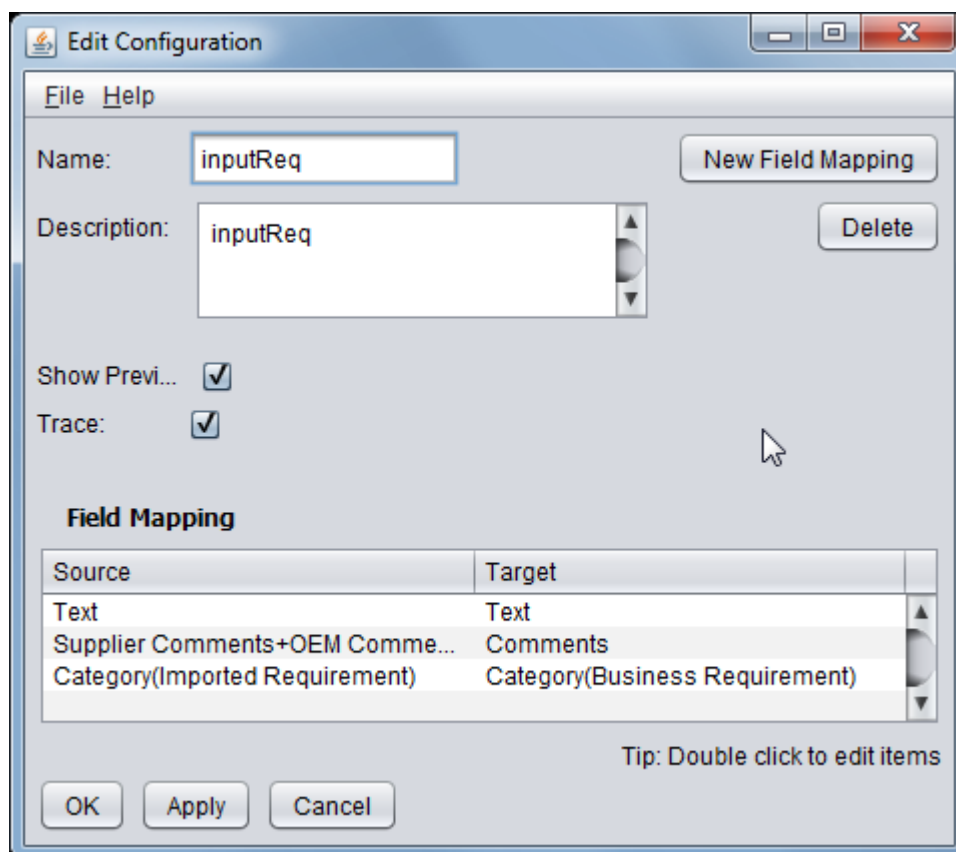 Edit Configuration
File Help
Name: inputReq New Field Mapping
Description: inputReq Delete
Show Previ...
Trace:
Field Mapping
Source Target
Text Text
Supplier Comments+OEM Comme... Comments
Category(Imported Requirement) Category(Business Requirement)
Tip: Double click to edit items
OK Apply Cancel